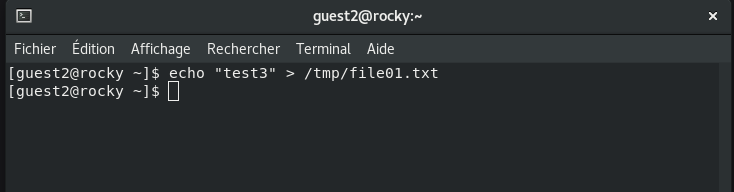 guest2@rocky:~
Fichier Édition Affichage Rechercher Terminal Aide
[guest2@rocky ~]$ echo "test3" > /tmp/file01.txt
[guest2@rocky ~]$